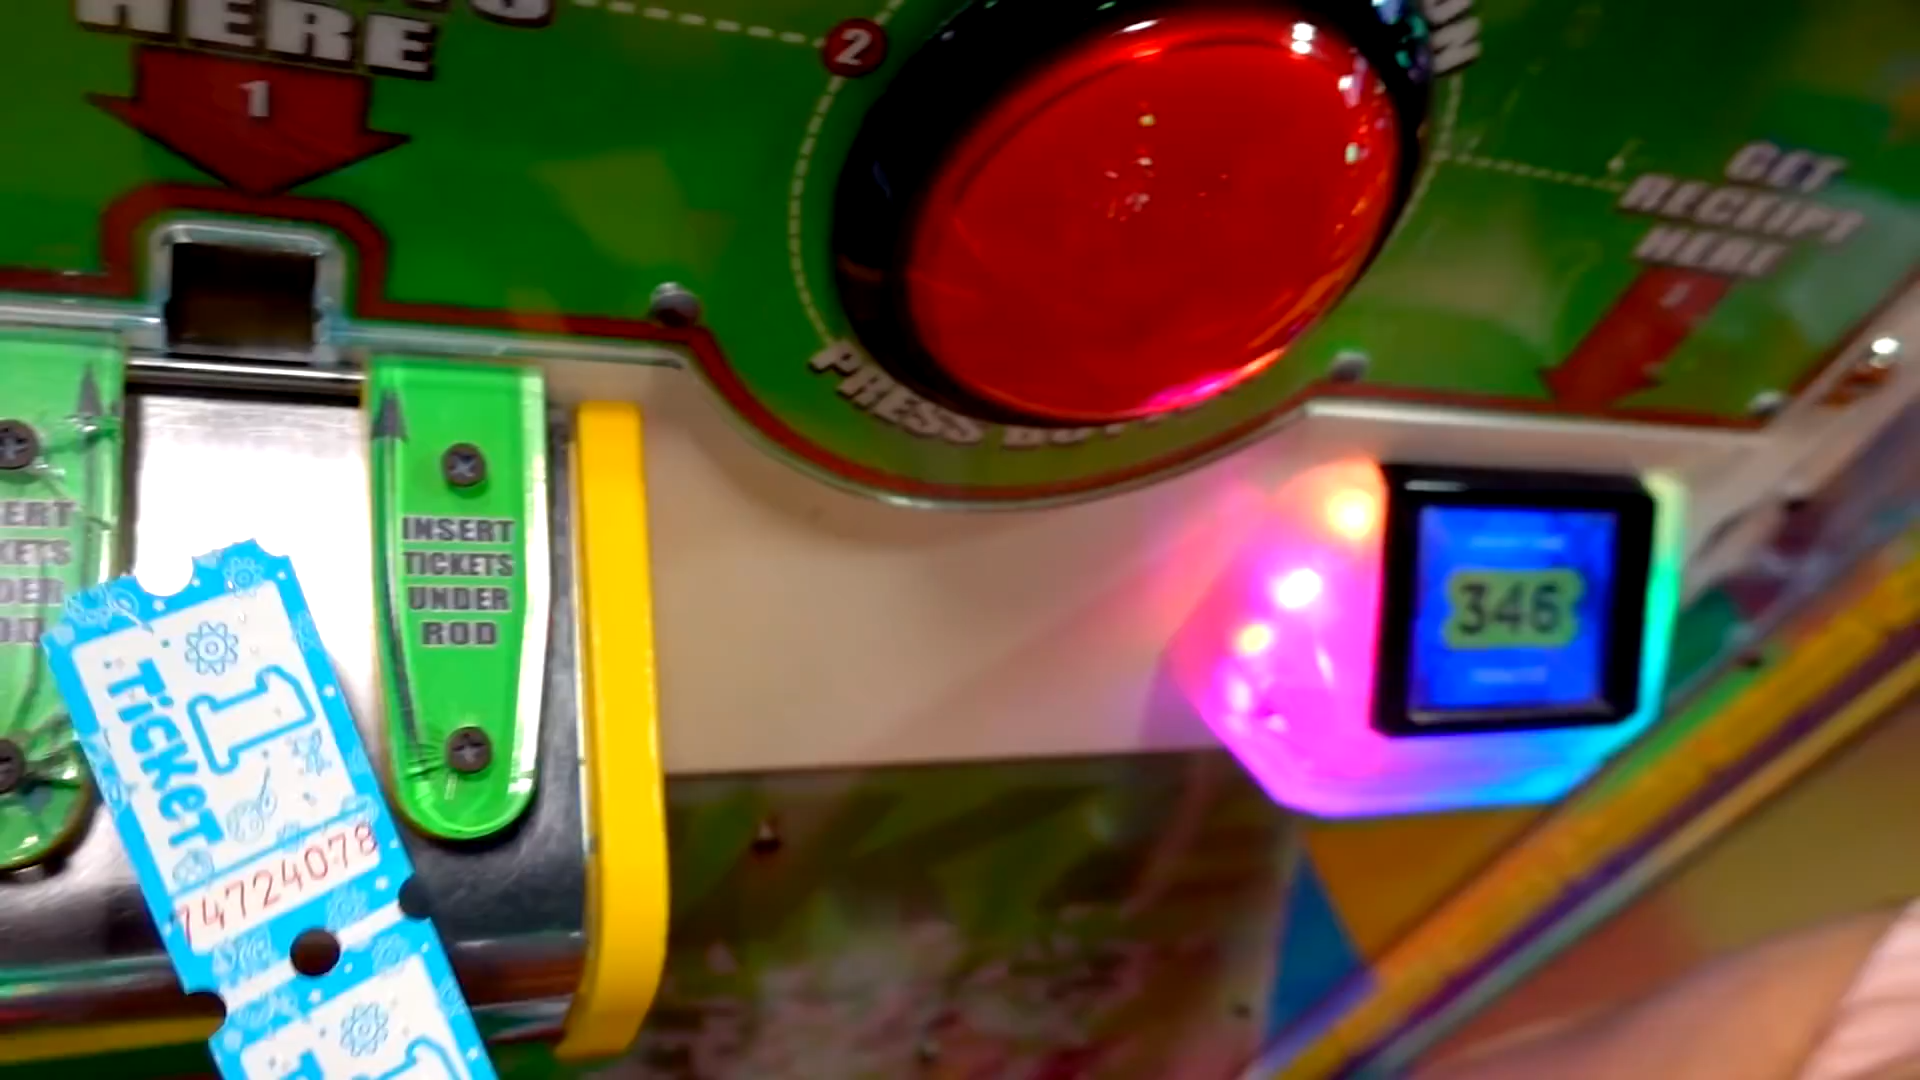 HERE
1
2
PRESS
GET
RECEIPT
HERE
INSERT
TICKETS
UNDER
ROD
346
1
Ticket
74724078